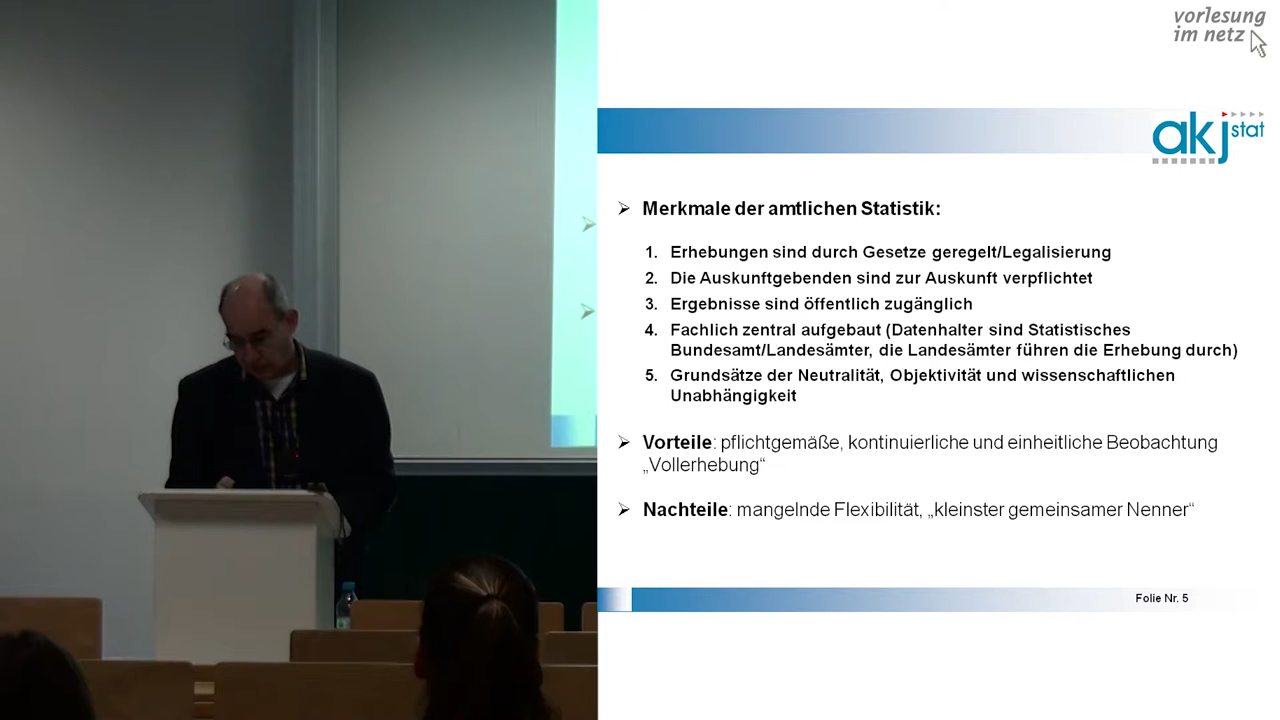 vorlesung
im netz
akj stat
➢ Merkmale der amtlichen Statistik:
1. Erhebungen sind durch Gesetze geregelt/Legalisierung
2. Die Auskunftgebenden sind zur Auskunft verpflichtet
3. Ergebnisse sind öffentlich zugänglich
4. Fachlich zentral aufgebaut (Datenhalter sind Statistisches
Bundesamt/Landesämter, die Landesämter führen die Erhebung durch)
5. Grundsätze der Neutralität, Objektivität und wissenschaftlichen
Unabhängigkeit
➢ Vorteile: pflichtgemäße, kontinuierliche und einheitliche Beobachtung
„Vollerhebung“
➢ Nachteile: mangelnde Flexibilität, „kleinster gemeinsamer Nenner“
Folie Nr. 5